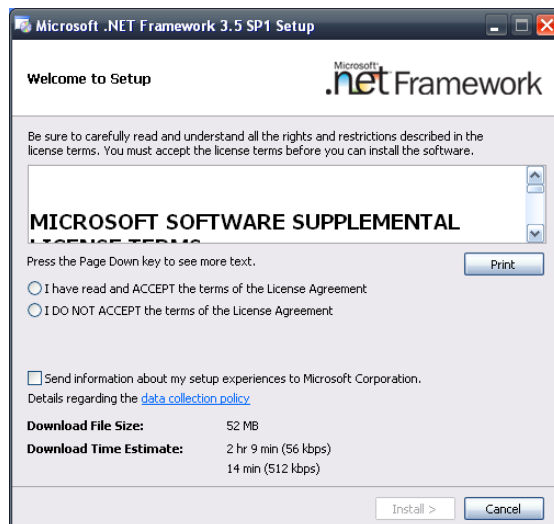 Microsoft .NET Framework 3.5 SP1 Setup
Welcome to Setup
Microsoft
.net Framework
Be sure to carefully read and understand all the rights and restrictions described in the
license terms. You must accept the license terms before you can install the software.
MICROSOFT SOFTWARE SUPPLEMENTAL
LICENSE TERMS
Press the Page Down key to see more text.
Print
I have read and ACCEPT the terms of the License Agreement
I DO NOT ACCEPT the terms of the License Agreement
Send information about my setup experiences to Microsoft Corporation.
Details regarding the data collection policy
Download File Size: 52 MB
Download Time Estimate: 2 hr 9 min (56 kbps)
14 min (512 kbps)
Install >
Cancel